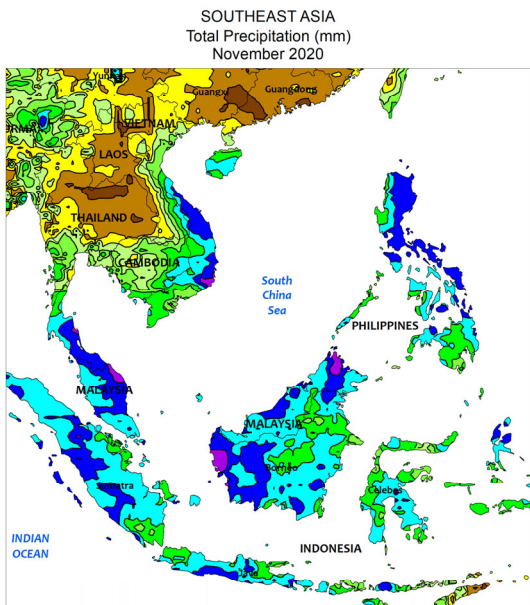 SOUTHEAST ASIA
Total Precipitation (mm)
November 2020
Yunnan
Guangxi
Guangdong
VIETNAM
LAOS
THAILAND
CAMBODIA
South
China
Sea
PHILIPPINES
MALAYSIA
MALAYSIA
Borneo
Sumatra
Celebes
INDIAN
OCEAN
INDONESIA